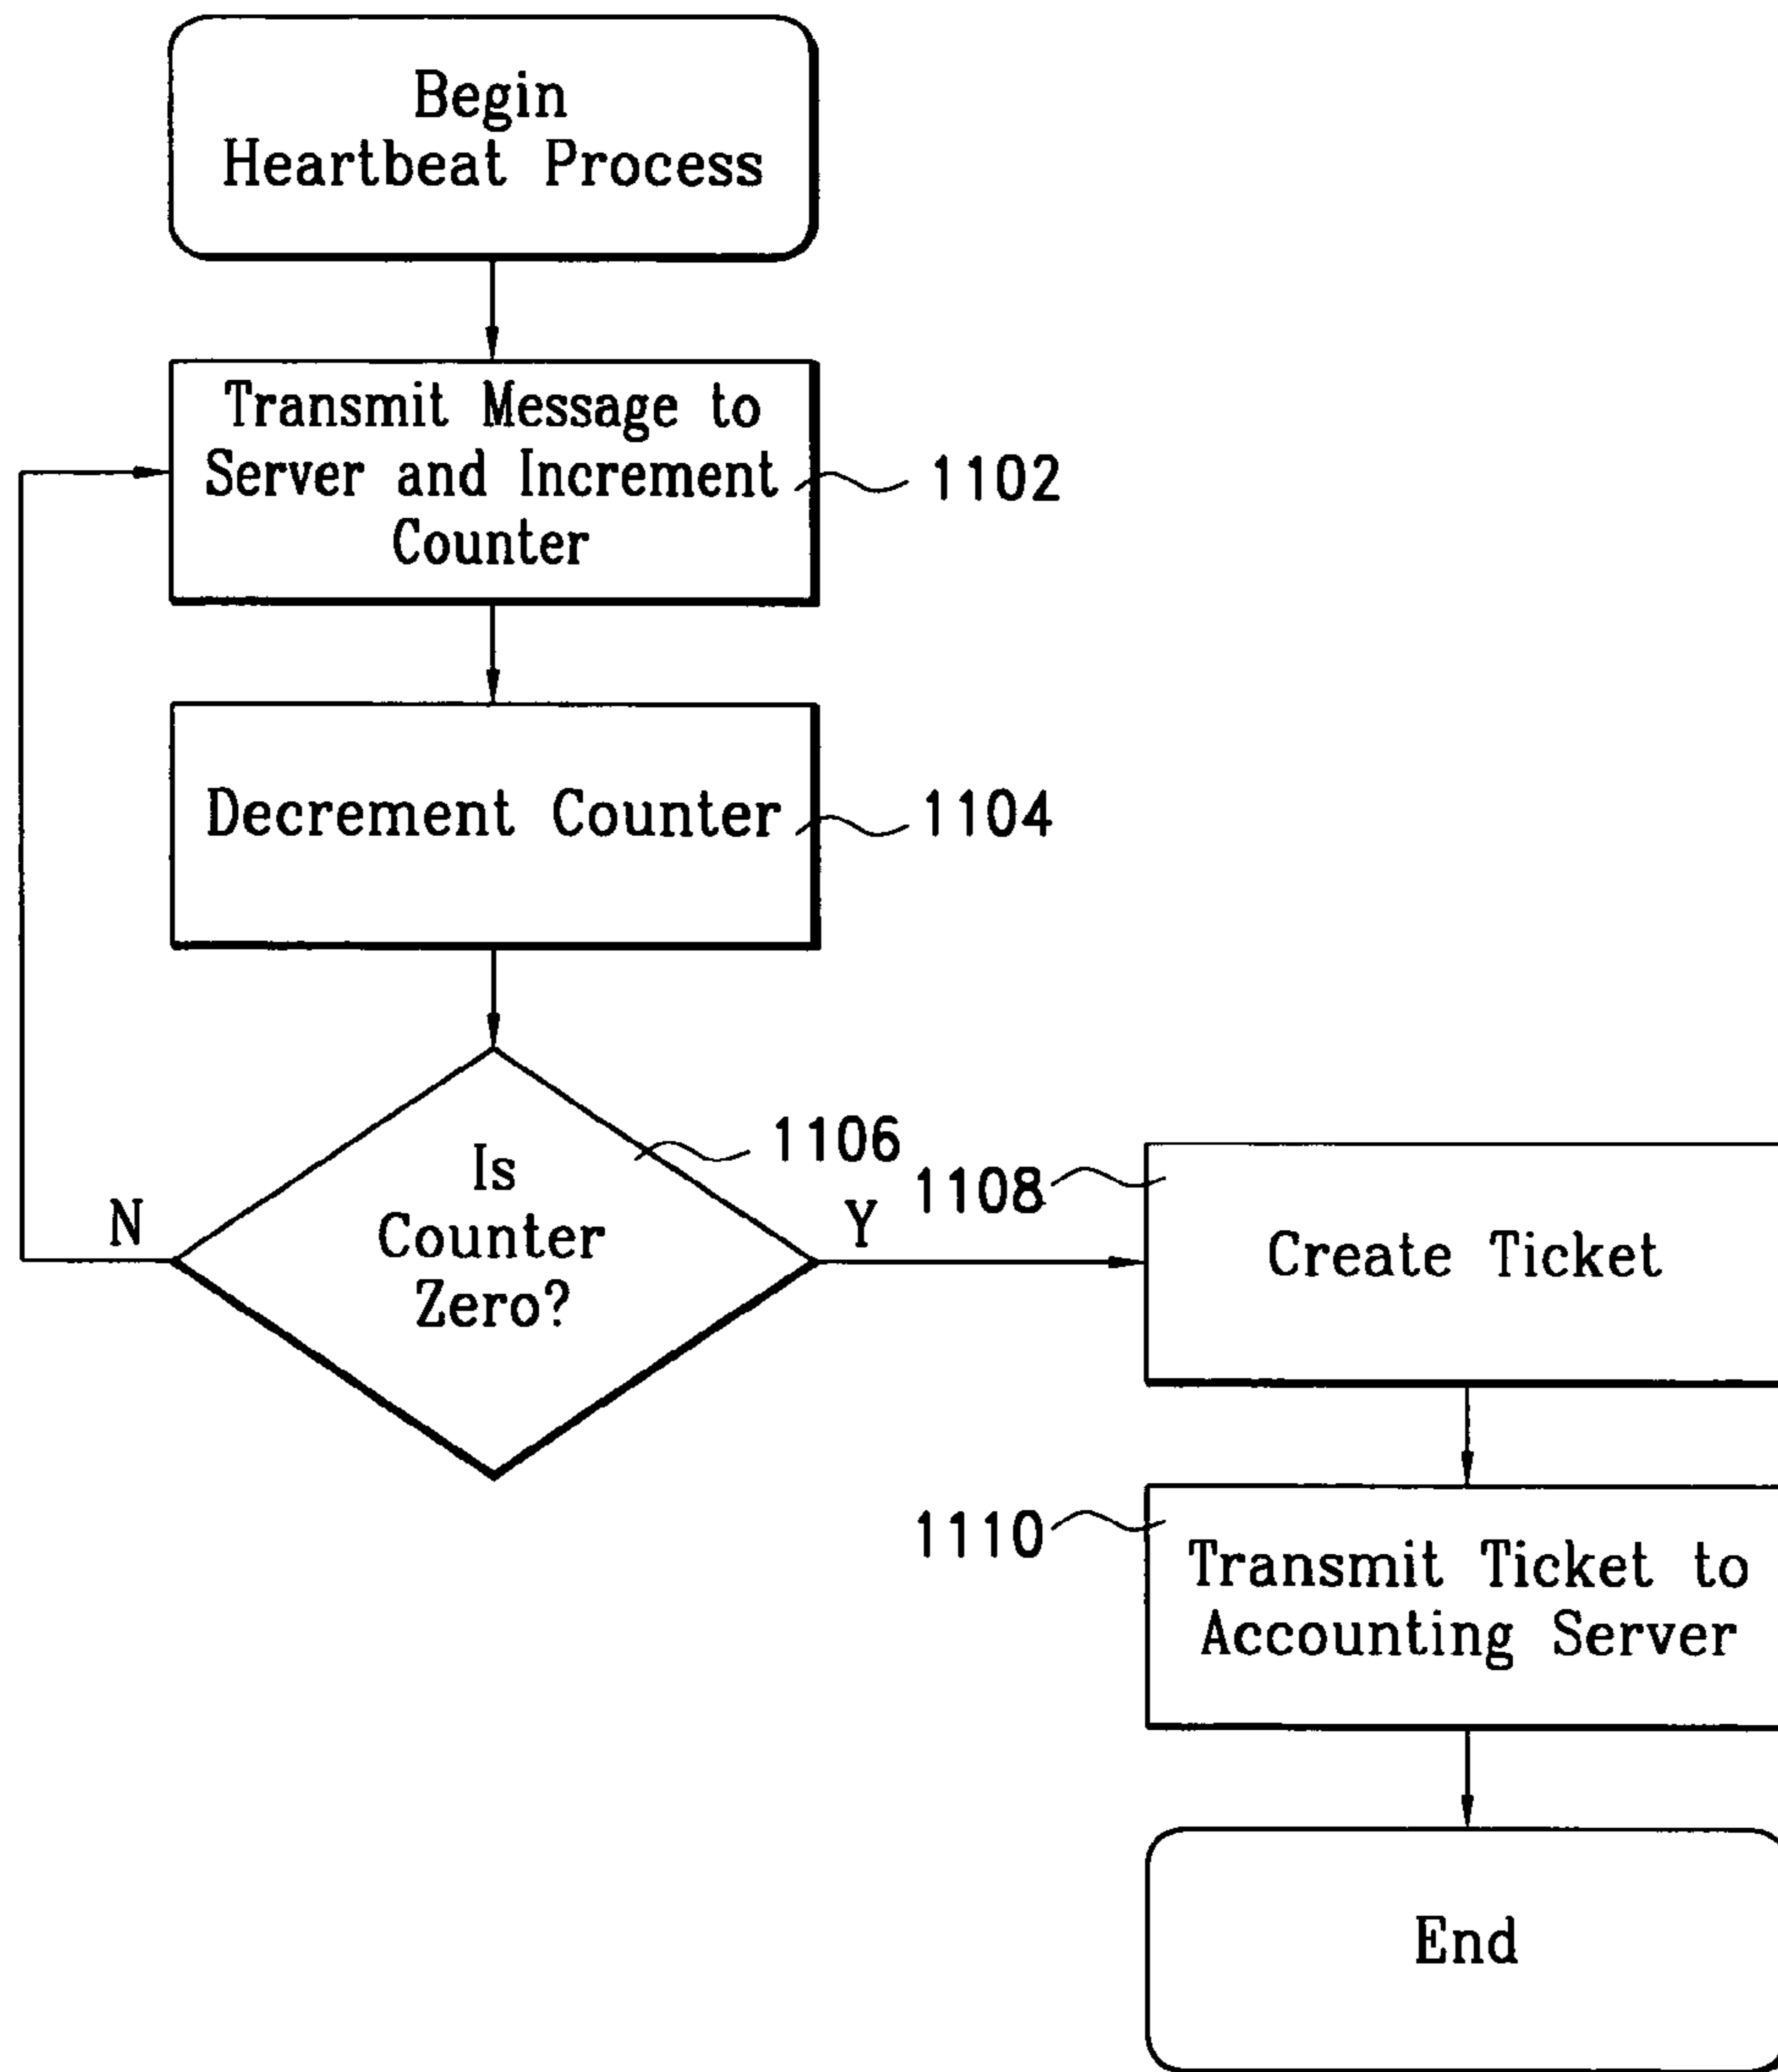 Begin
Heartbeat Process
Transmit Message to
Server and Increment
Counter
1102
Decrement Counter
1104
Is
Counter
Zero?
1106
N
Y
1108
Create Ticket
1110
Transmit Ticket to
Accounting Server
End